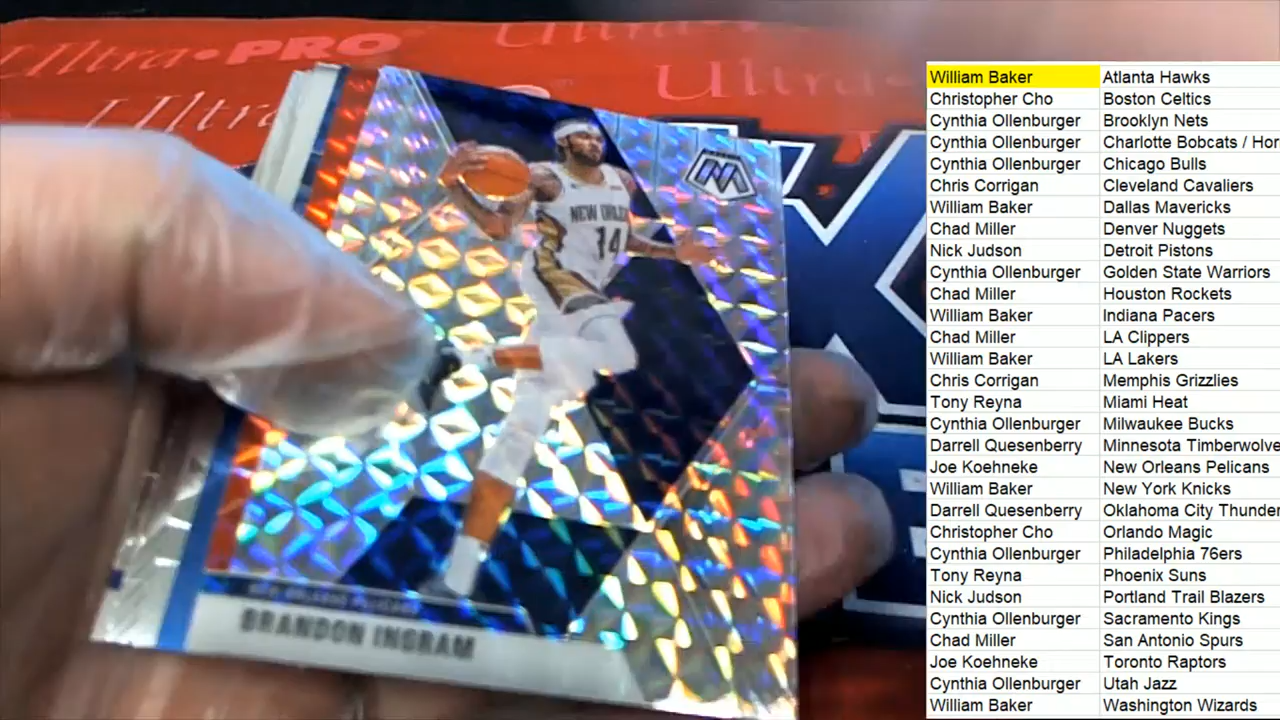 Ultra•PRO
Ultra
Ultra
Ultra
NEW ORLE
14
BRANDON INGRAM
William Baker Atlanta Hawks
Christopher Cho Boston Celtics
Cynthia Ollenburger Brooklyn Nets
Cynthia Ollenburger Charlotte Bobcats / Hor
Cynthia Ollenburger Chicago Bulls
Chris Corrigan Cleveland Cavaliers
William Baker Dallas Mavericks
Chad Miller Denver Nuggets
Nick Judson Detroit Pistons
Cynthia Ollenburger Golden State Warriors
Chad Miller Houston Rockets
William Baker Indiana Pacers
Chad Miller LA Clippers
William Baker LA Lakers
Chris Corrigan Memphis Grizzlies
Tony Reyna Miami Heat
Cynthia Ollenburger Milwaukee Bucks
Darrell Quesenberry Minnesota Timberwolve
Joe Koehneke New Orleans Pelicans
William Baker New York Knicks
Darrell Quesenberry Oklahoma City Thunder
Christopher Cho Orlando Magic
Cynthia Ollenburger Philadelphia 76ers
Tony Reyna Phoenix Suns
Nick Judson Portland Trail Blazers
Cynthia Ollenburger Sacramento Kings
Chad Miller San Antonio Spurs
Joe Koehneke Toronto Raptors
Cynthia Ollenburger Utah Jazz
William Baker Washington Wizards